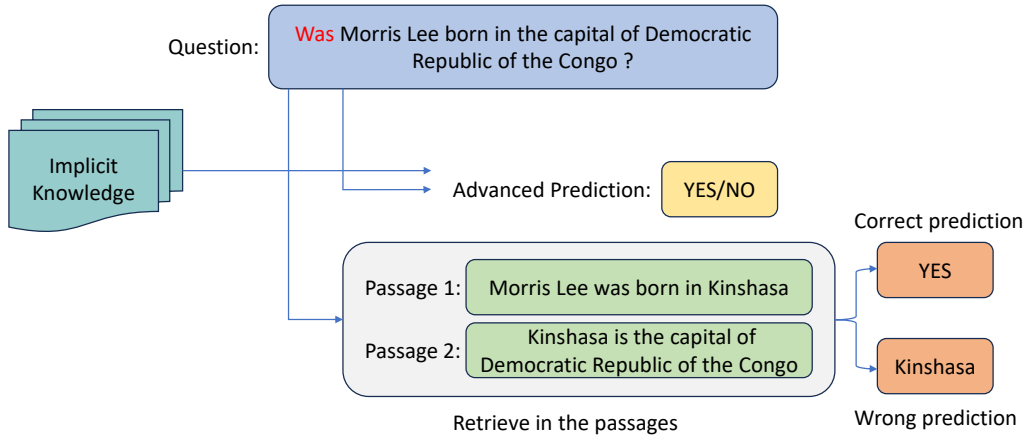 Question:
Was Morris Lee born in the capital of Democratic
Republic of the Congo ?
Implicit
Knowledge
Advanced Prediction:
YES/NO
Correct prediction
YES
Passage 1:
Morris Lee was born in Kinshasa
Passage 2:
Kinshasa is the capital of
Democratic Republic of the Congo
Kinshasa
Wrong prediction
Retrieve in the passages